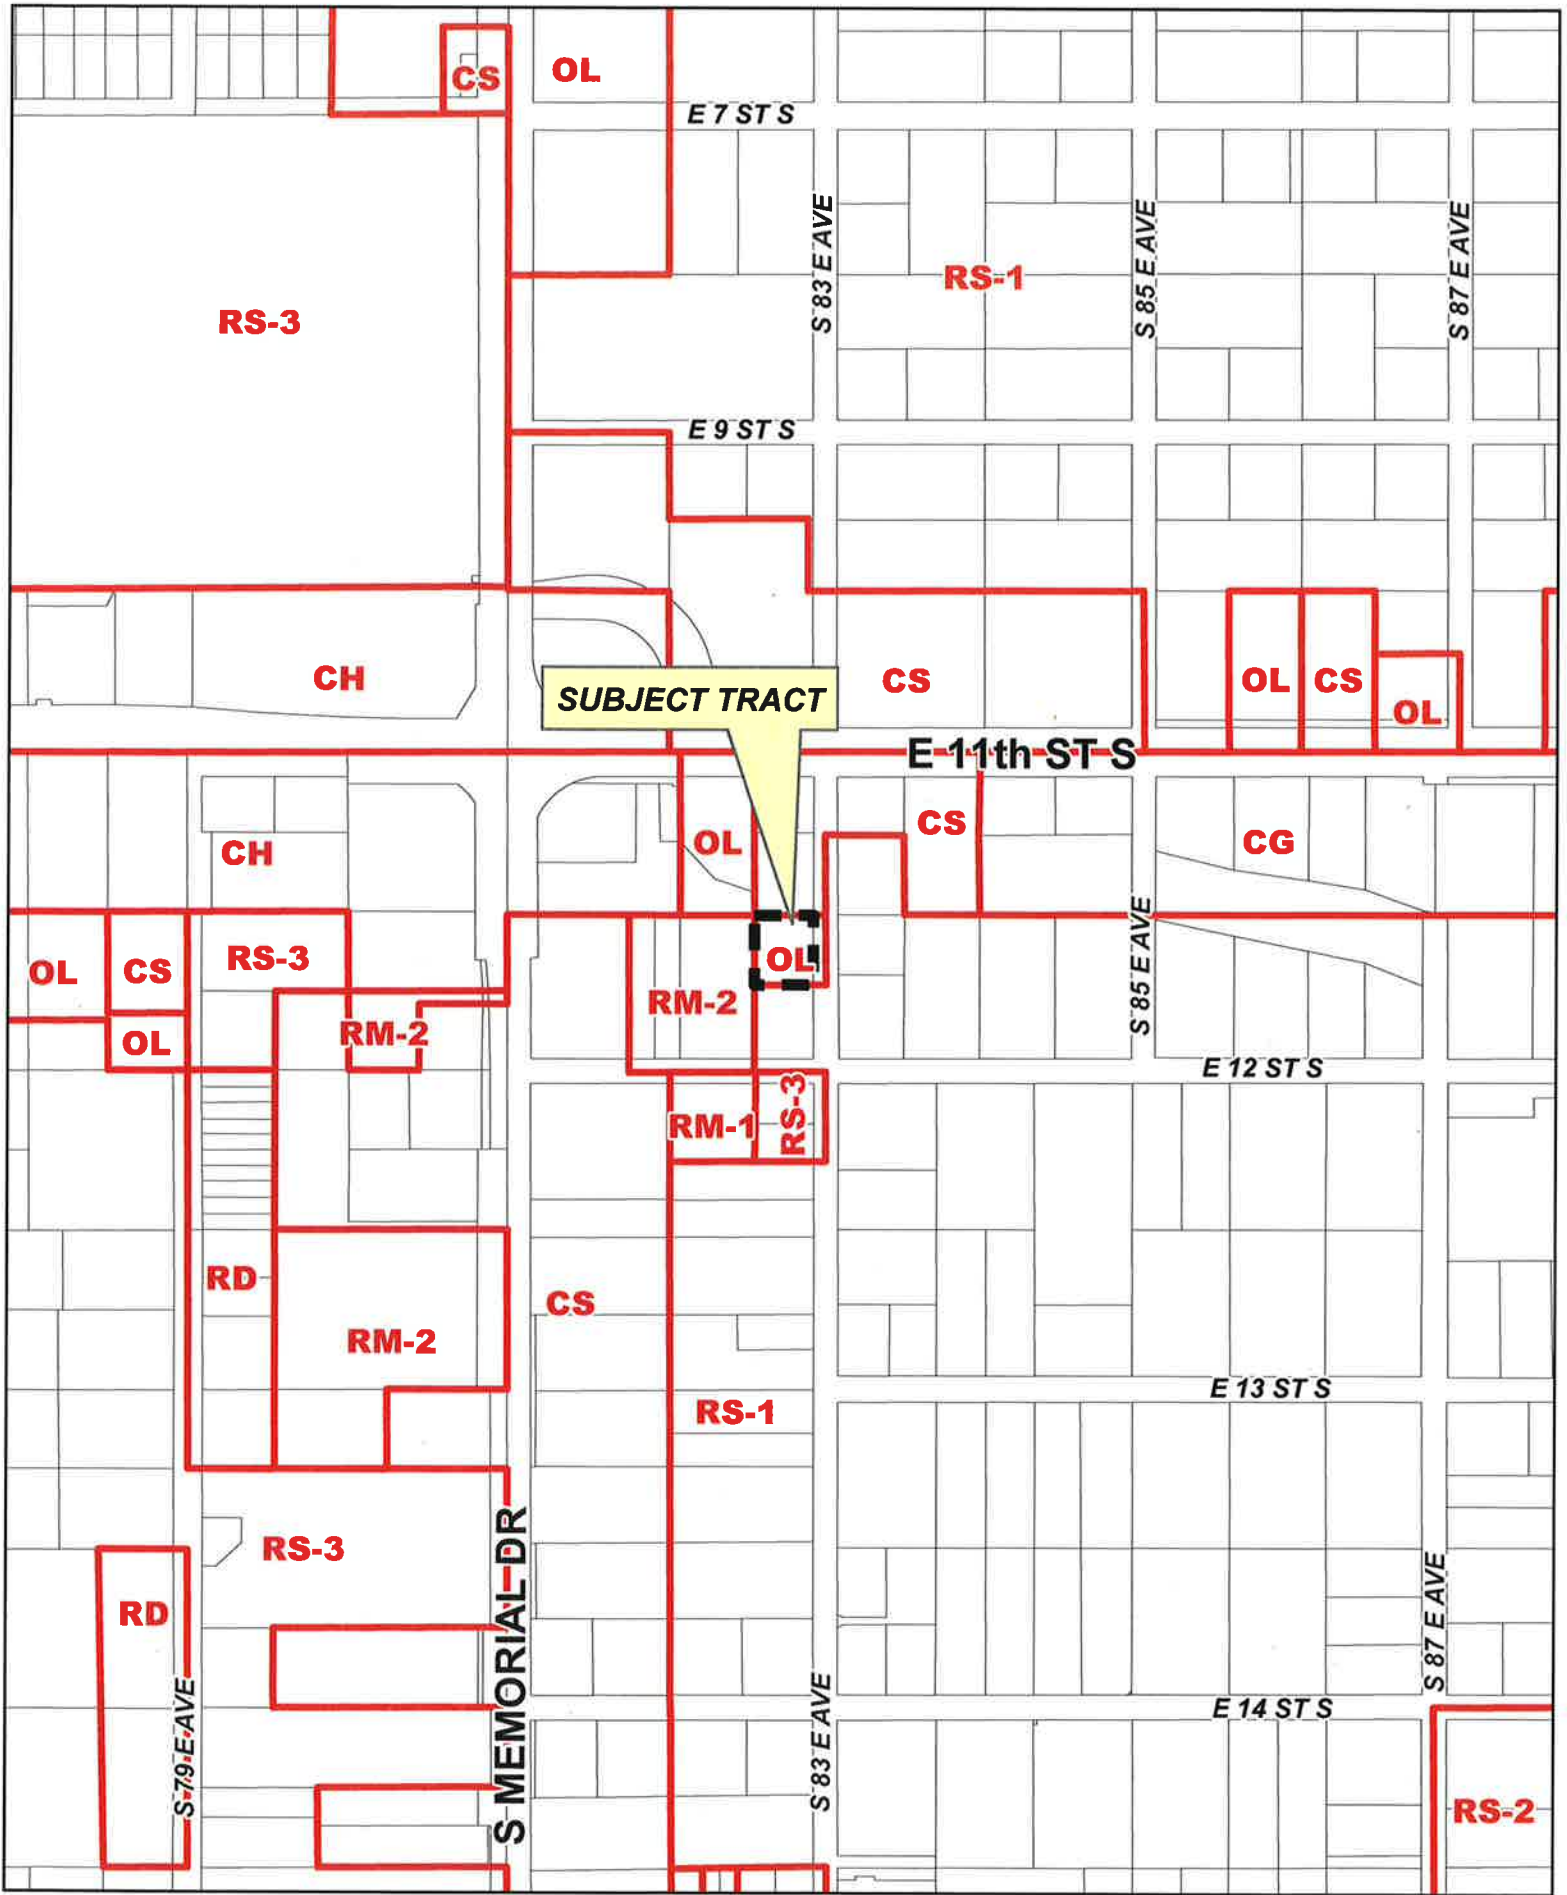 CS
OL
E 7 ST S
S 83 E AVE
S 85 E AVE
S 87 E AVE
RS-1
RS-3
E 9 ST S
CH
SUBJECT TRACT
CS
OL
CS
OL
E 11th ST S
CH
OL
CS
CG
OL
CS
RS-3
OL
RM-2
S 85 E AVE
OL
RM-2
E 12 ST S
RM-1
RS-3
RD
CS
RM-2
E 13 ST S
RS-1
RS-3
RD
S MEMORIAL DR
S 87 E AVE
S 79 E AVE
S 83 E AVE
E 14 ST S
RS-2